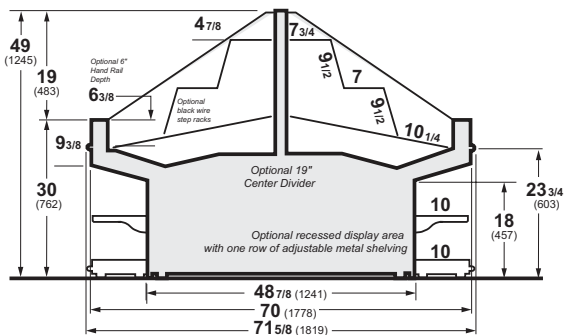 49
(1245)
19
(483)
30
(762)
Optional 6"
Hand Rail
Depth
6 3/8
9 3/8
4 7/8
7 3/4
9 1/2
7
9 1/2
10 1/4
Optional
black wire
step racks
Optional 19"
Center Divider
Optional recessed display area
with one row of adjustable metal shelving
10
10
18
(457)
23 3/4
(603)
48 7/8 (1241)
70 (1778)
71 5/8 (1819)